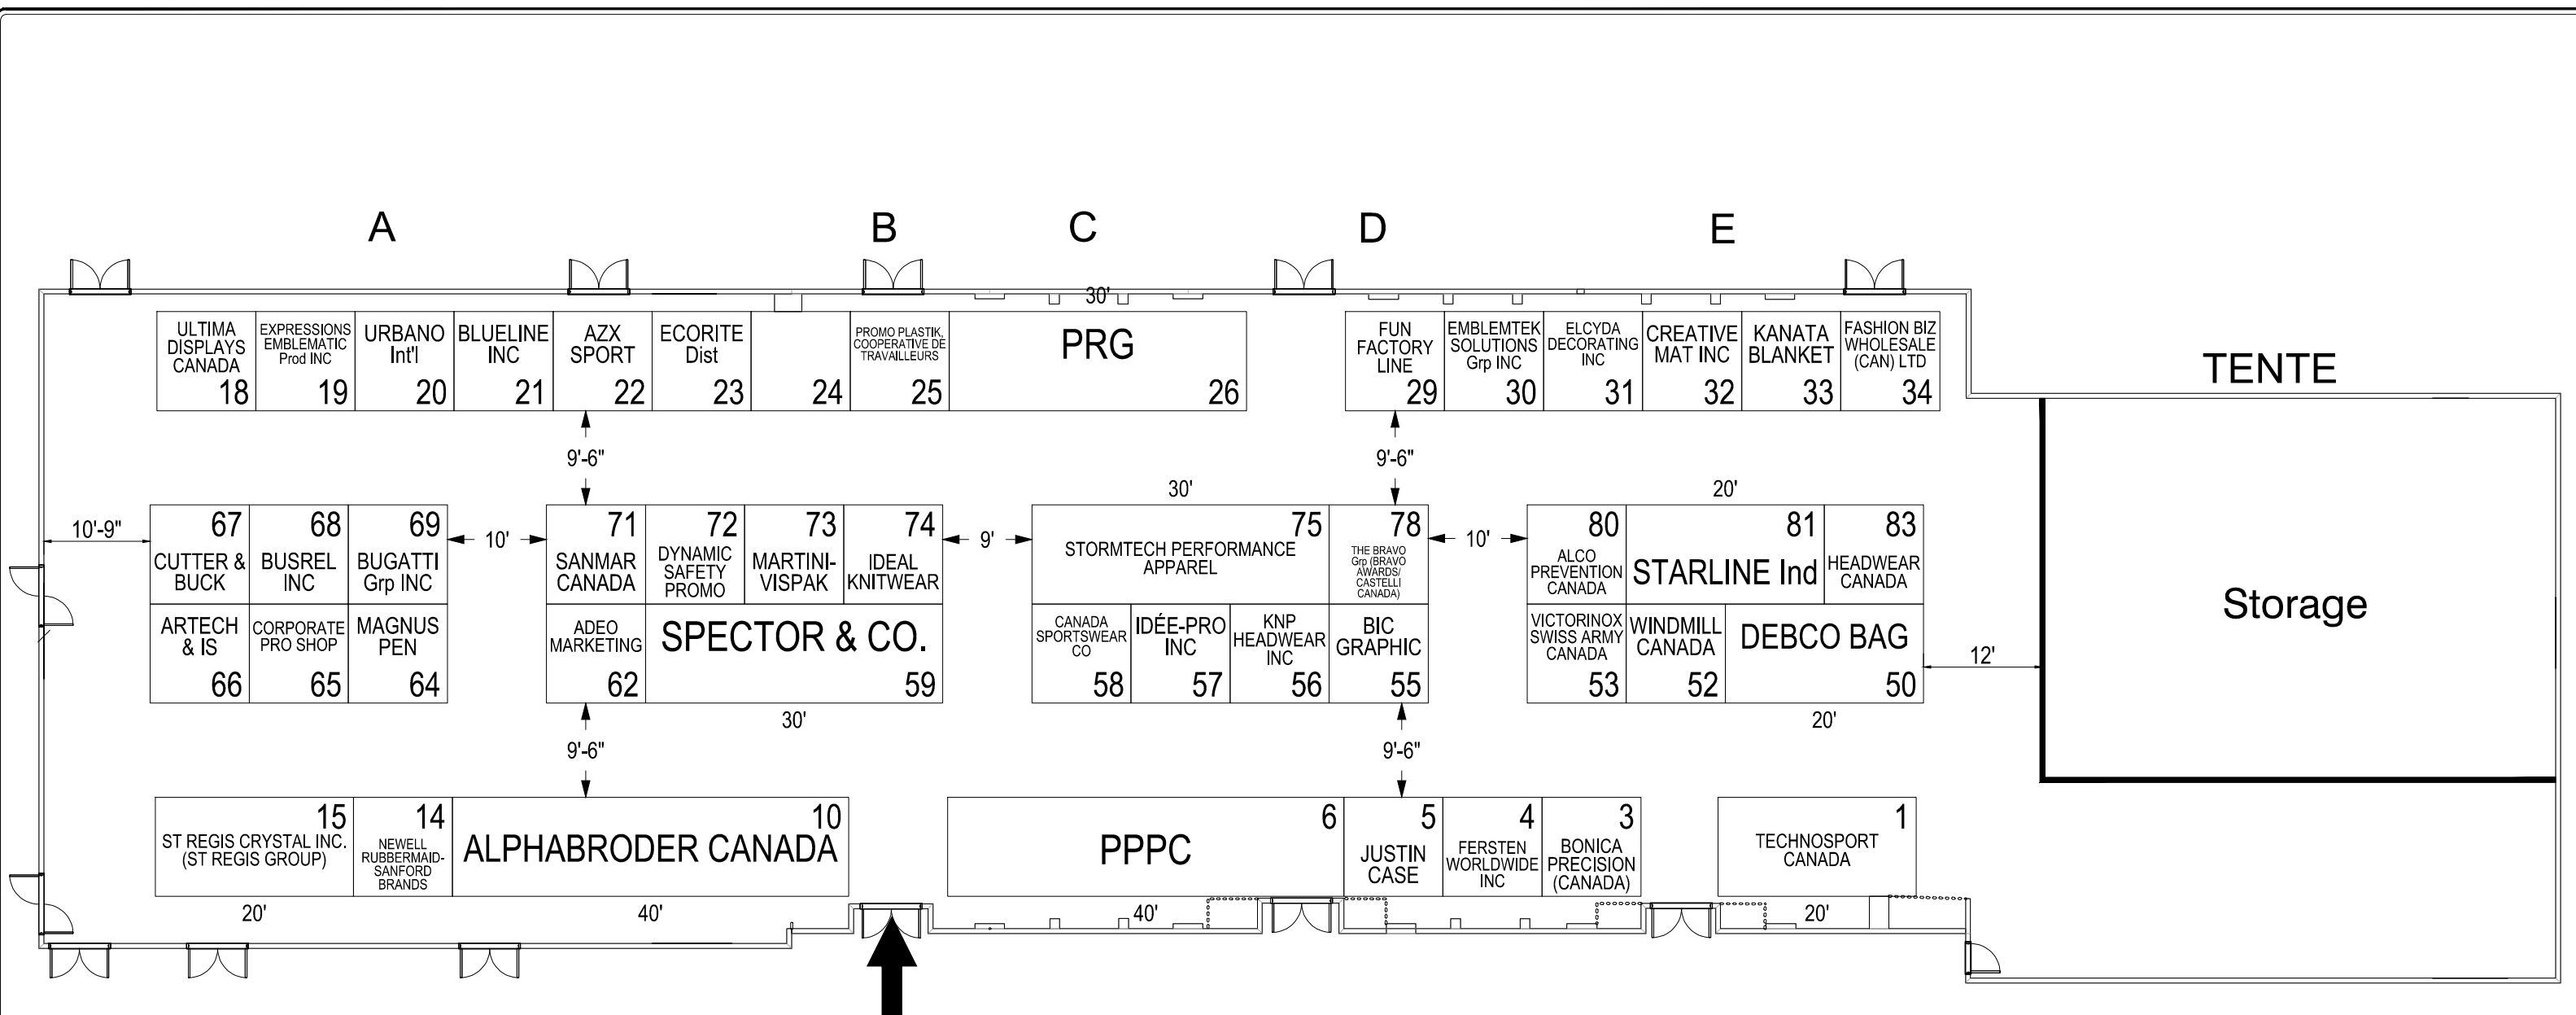 A
B
C
D
E
30'
ULTIMA
DISPLAYS
CANADA
18
EXPRESSIONS
EMBLEMATIC
Prod INC
19
URBANO
Int'l
20
BLUELINE
INC
21
AZX
SPORT
22
ECORITE
Dist
23
24
PROMO PLASTIK,
COOPERATIVE DE
TRAVAILLEURS
25
PRG
26
FUN
FACTORY
LINE
29
EMBLEMTEK
SOLUTIONS
Grp INC
30
ELCYDA
DECORATING
INC
31
CREATIVE
MAT INC
32
KANATA
BLANKET
33
FASHION BIZ
WHOLESALE
(CAN) LTD
34
TENTE
9'-6"
9'-6"
30'
20'
10'-9"
67
CUTTER &
BUCK
68
BUSREL
INC
69
BUGATTI
Grp INC
10'
71
SANMAR
CANADA
72
DYNAMIC
SAFETY
PROMO
73
MARTINI-
VISPAK
74
IDEAL
KNITWEAR
9'
75
STORMTECH PERFORMANCE
APPAREL
78
THE BRAVO
Grp (BRAVO
AWARDS/
CASTELLI
CANADA)
10'
80
ALCO
PREVENTION
CANADA
81
STARLINE Ind
83
HEADWEAR
CANADA
Storage
ARTECH
& IS
66
CORPORATE
PRO SHOP
65
MAGNUS
PEN
64
ADEO
MARKETING
62
SPECTOR & CO.
59
CANADA
SPORTSWEAR
CO
58
IDÉE-PRO
INC
57
KNP
HEADWEAR
INC
56
BIC
GRAPHIC
55
VICTORINOX
SWISS ARMY
CANADA
53
WINDMILL
CANADA
52
DEBCO BAG
50
12'
30'
20'
9'-6"
9'-6"
15
ST REGIS CRYSTAL INC.
(ST REGIS GROUP)
14
NEWELL
RUBBERMAID-
SANFORD
BRANDS
10
ALPHABRODER CANADA
6
PPPC
5
JUSTIN
CASE
4
FERSTEN
WORLDWIDE
INC
3
BONICA
PRECISION
(CANADA)
1
TECHNOSPORT
CANADA
20'
40'
40'
20'